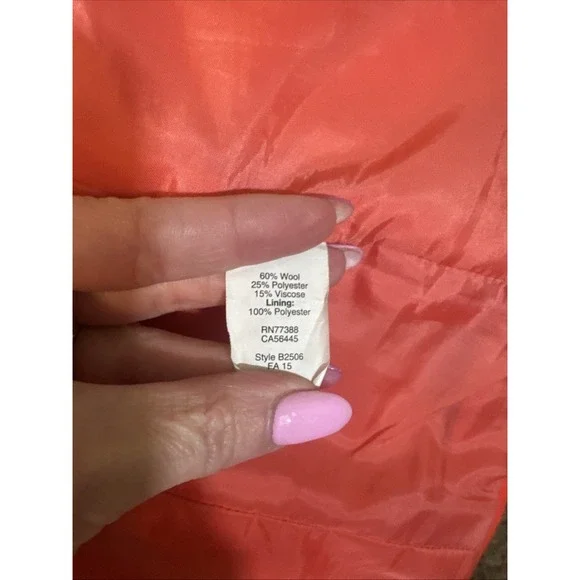 60% Wool
25% Polyester
15% Viscose
Lining:
100% Polyester
RN77388
CA56445
Style B2506
FA 15